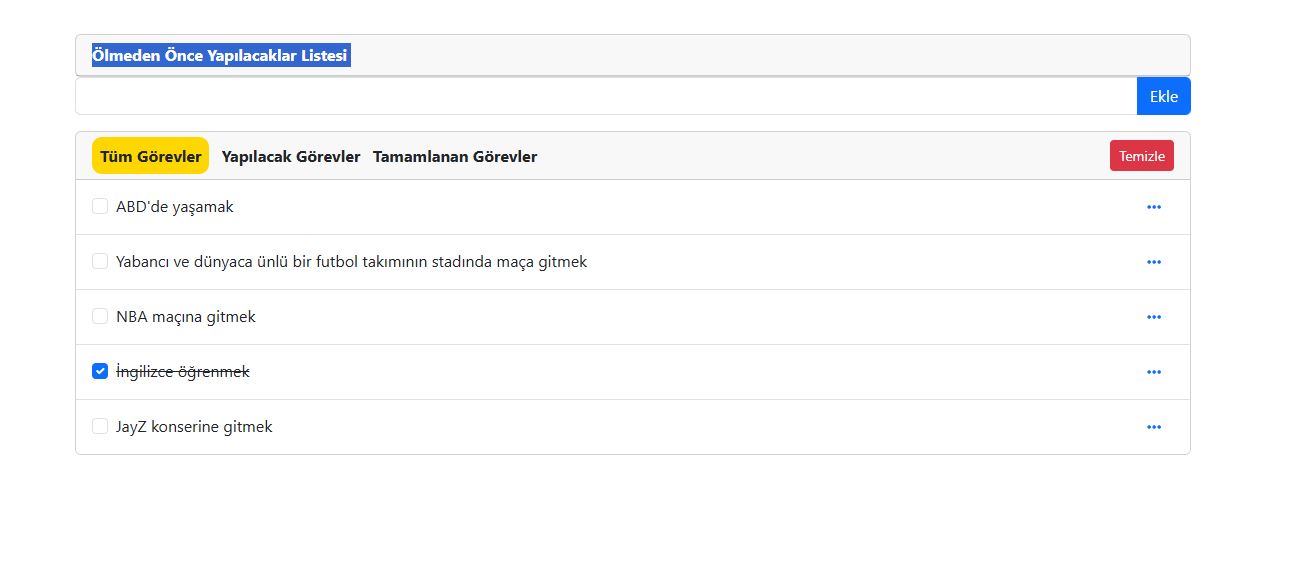 Ölmeden Önce Yapılacaklar Listesi
Ekle
Tüm Görevler Yapılacak Görevler Tamamlanan Görevler Temizle
ABD'de yaşamak
Yabancı ve dünyaca ünlü bir futbol takımının stadında maça gitmek
NBA maçına gitmek
İngilizce öğrenmek
JayZ konserine gitmek